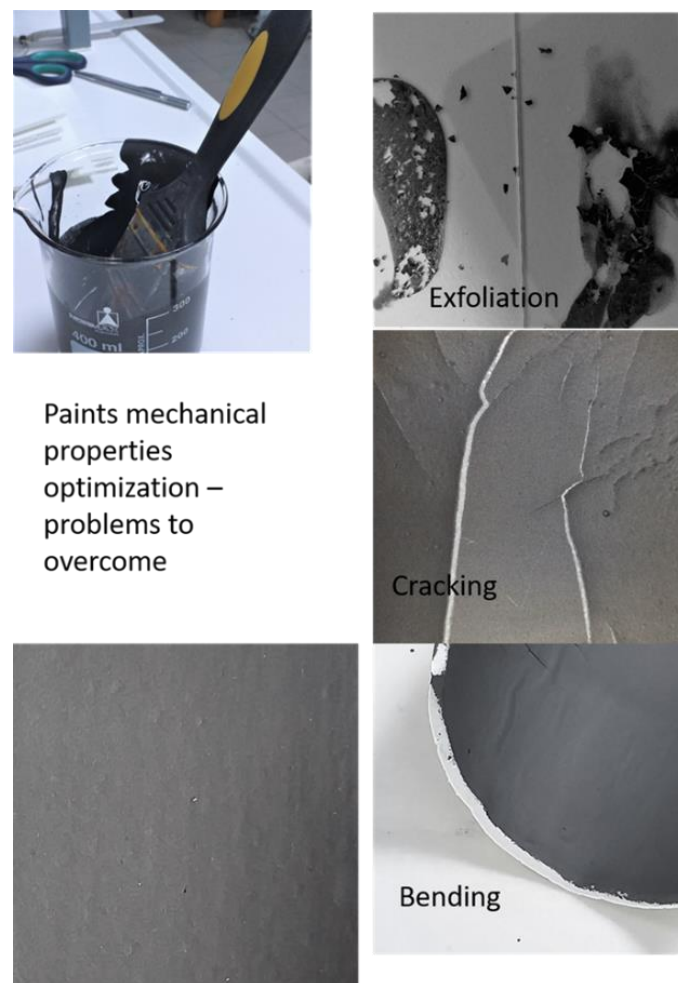 300
400 ml
200
Exfoliation
Paints mechanical
properties
optimization –
problems to
overcome
Cracking
Bending